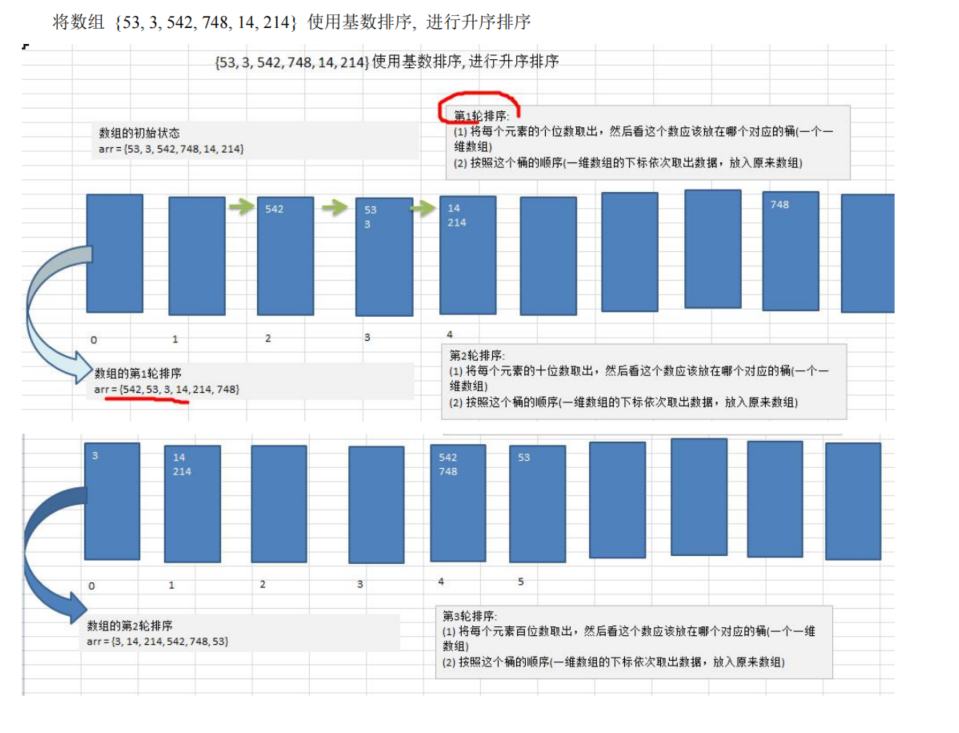 将数组 {53, 3, 542, 748, 14, 214} 使用基数排序, 进行升序排序
{53, 3, 542, 748, 14, 214} 使用基数排序, 进行升序排序
数组的初始状态
arr = {53, 3, 542, 748, 14, 214}
第1轮排序:
(1) 将每个元素的个位数取出，然后看这个数应该放在哪个对应的桶(一个一
维数组)
(2) 按照这个桶的顺序(一维数组的下标依次取出数据，放入原来数组)
542
53
3
14
214
748
0
1
2
3
4
数组的第1轮排序
arr = {542, 53, 3, 14, 214, 748}
第2轮排序:
(1) 将每个元素的十位数取出，然后看这个数应该放在哪个对应的桶(一个一
维数组)
(2) 按照这个桶的顺序(一维数组的下标依次取出数据，放入原来数组)
3
14
214
542
748
53
0
1
2
3
4
5
数组的第2轮排序
arr = {3, 14, 214, 542, 748, 53}
第3轮排序:
(1) 将每个元素百位数取出，然后看这个数应该放在哪个对应的桶(一个一维
数组)
(2) 按照这个桶的顺序(一维数组的下标依次取出数据，放入原来数组)